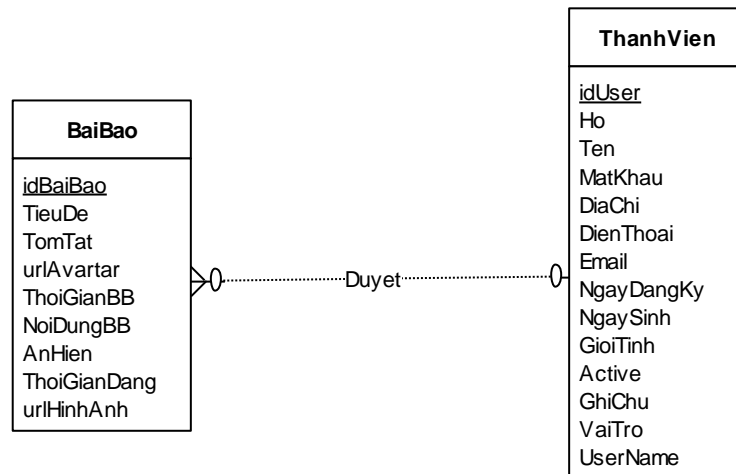 BaiBao
idBaiBao
TieuDe
TomTat
urlAvartar
ThoiGianBB
NoiDungBB
AnHien
ThoiGianDang
urlHinhAnh
Duyet
ThanhVien
idUser
Ho
Ten
MatKhau
DiaChi
DienThoai
Email
NgayDangKy
NgaySinh
GioiTinh
Active
GhiChu
VaiTro
UserName